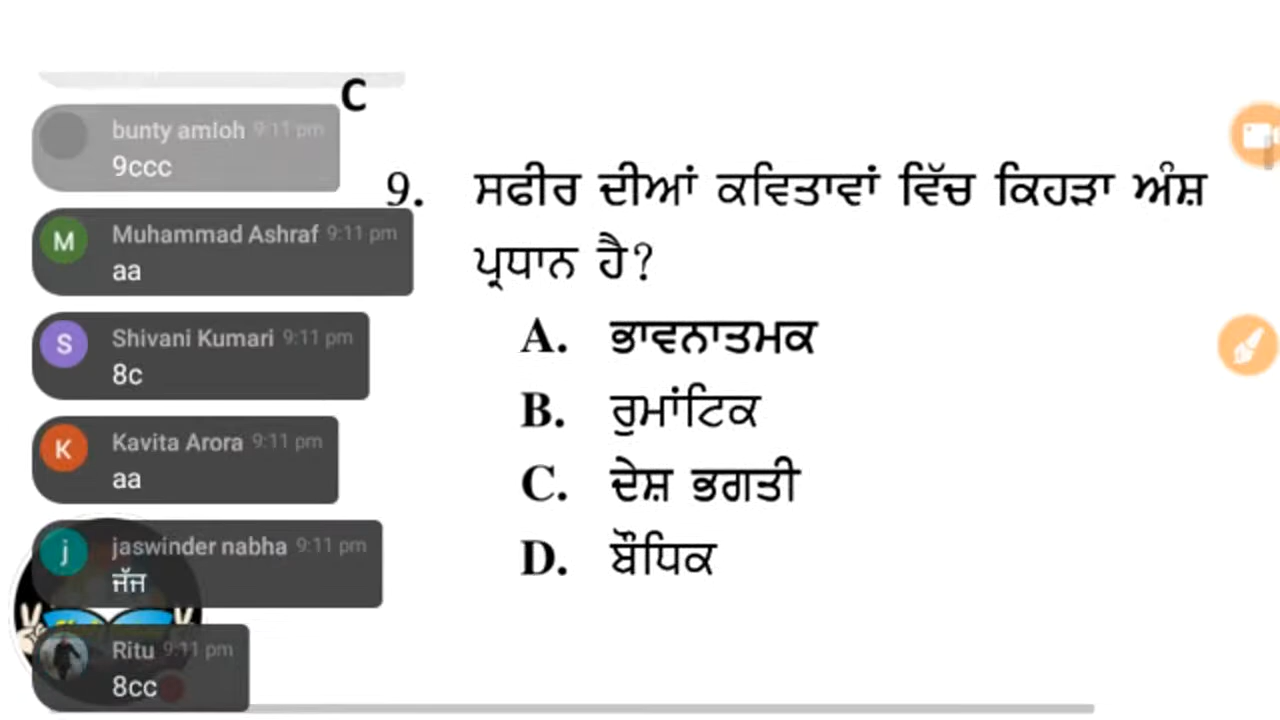 C
bunty amloh 9:11 pm
9ccc
Muhammad Ashraf 9:11 pm
aa
Shivani Kumari 9:11 pm
8c
Kavita Arora 9:11 pm
aa
jaswinder nabha 9:11 pm
ਜੱਜ
Ritu 9:11 pm
8cc
9. ਸਫੀਰ ਦੀਆਂ ਕਵਿਤਾਵਾਂ ਵਿੱਚ ਕਿਹੜਾ ਅੰਸ਼
ਪ੍ਰਧਾਨ ਹੈ?
A. ਭਾਵਨਾਤਮਕ
B. ਰੁਮਾਂਟਿਕ
C. ਦੇਸ਼ ਭਗਤੀ
D. ਬੌਧਿਕ
M
S
K
j